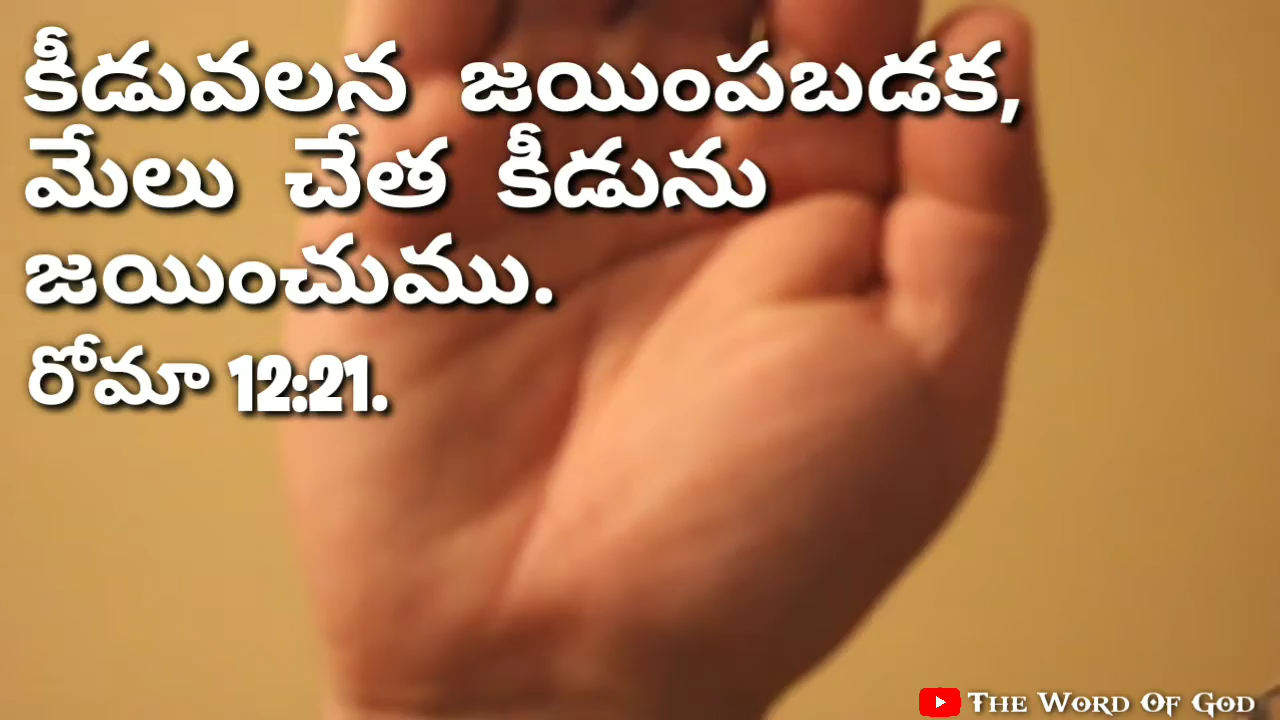 కీడువలన జయింపబడక,
మేలు చేత కీడును
జయించుము.
రోమా 12:21.
The Word Of God